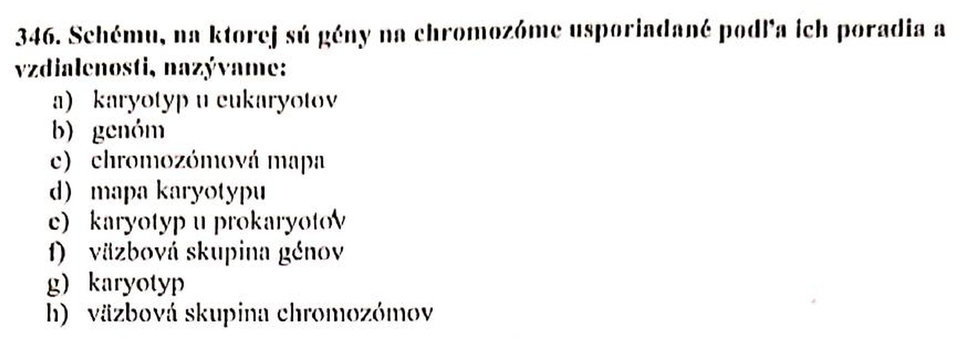 346. Schému, na ktorej sú gény na chromozóme usporiadané podľa ich poradia a
vzdialenosti, nazývame:
a) karyotyp u eukaryotov
b) genóm
c) chromozómová mapa
d) mapa karyotypu
e) karyotyp u prokaryotov
f) väzbová skupina génov
g) karyotyp
h) väzbová skupina chromozómov